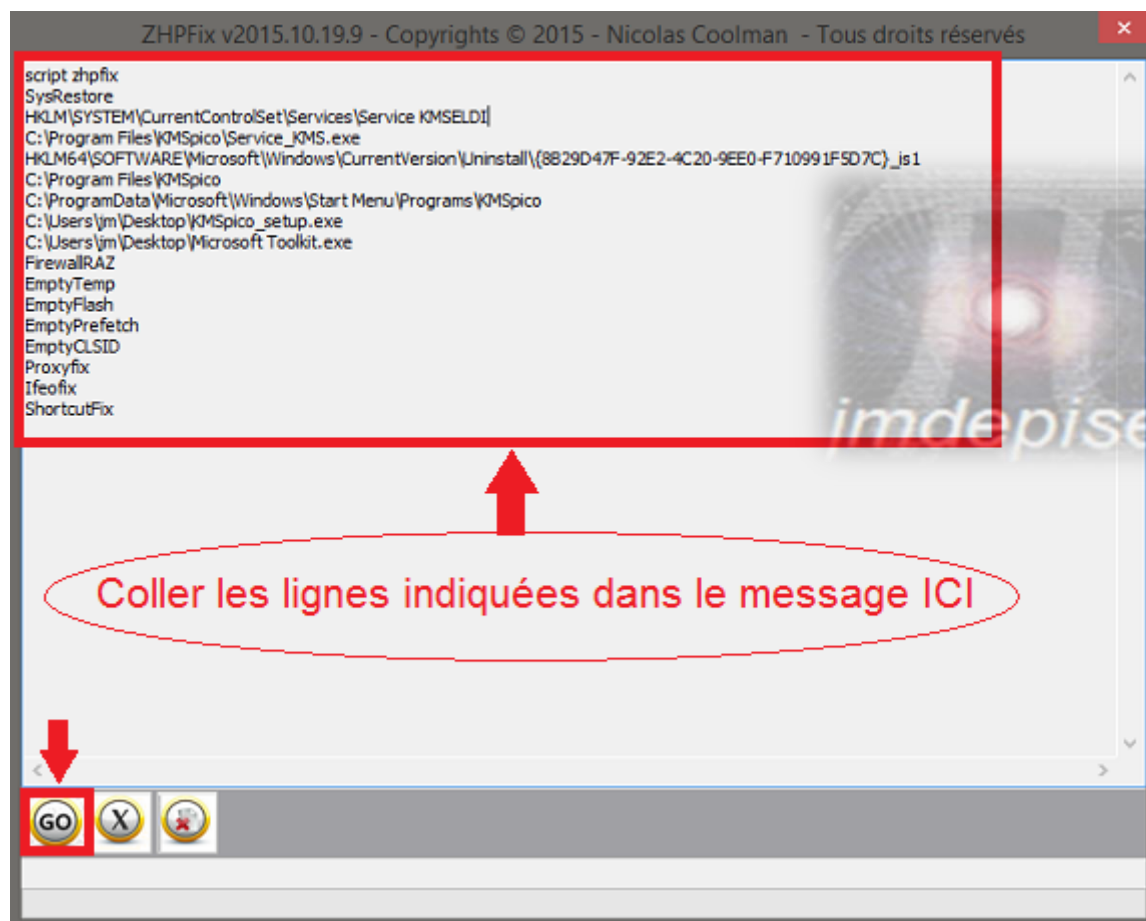 ZHPFix v2015.10.19.9 - Copyrights © 2015 - Nicolas Coolman - Tous droits réservés
script zhpfix
SysRestore
HKLM\SYSTEM\CurrentControlSet\Services\Service KMSELDI
C:\Program Files\KMSpico\Service_KMS.exe
HKLM64\SOFTWARE\Microsoft\Windows\CurrentVersion\Uninstall\{8B29D47F-92E2-4C20-9EE0-F710991F5D7C}_is1
C:\Program Files\KMSpico
C:\ProgramData\Microsoft\Windows\Start Menu\Programs\KMSpico
C:\Users\jm\Desktop\KMSpico_setup.exe
C:\Users\jm\Desktop\Microsoft Toolkit.exe
FirewallRAZ
EmptyTemp
EmptyFlash
EmptyPrefetch
EmptyCLSID
Proxyfix
Ifeofix
ShortcutFix
jmdepise
Coller les lignes indiquées dans le message ICI
GO X